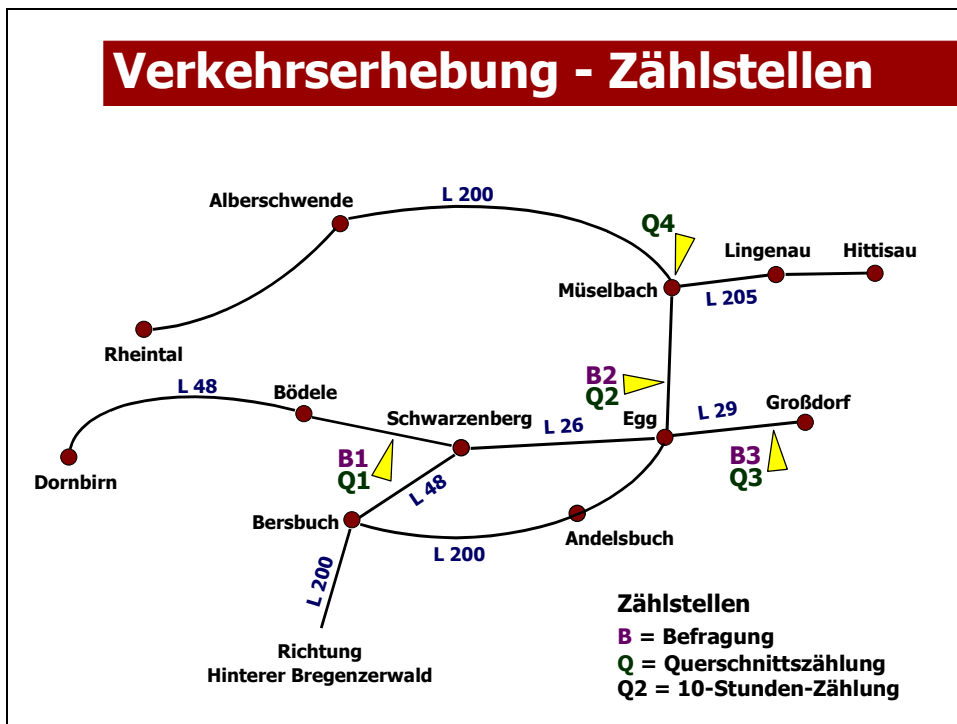 Verkehrserhebung - Zählstellen
L 200
Alberschwende
Q4
Lingenau
Hittisau
Müselbach
L 205
Rheintal
L 48
Bödele
B2
Q2
Schwarzenberg
L 26
Egg
L 29
Großdorf
B1
Q1
B3
Q3
Dornbirn
L 48
Bersbuch
Andelsbuch
L 200
L 200
Richtung
Hinterer Bregenzerwald
Zählstellen
B = Befragung
Q = Querschnittszählung
Q2 = 10-Stunden-Zählung